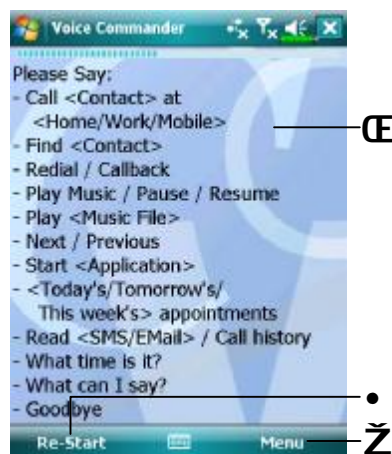 Voice Commander
Please Say:
- Call <Contact> at
<Home/Work/Mobile>
Œ
- Find <Contact>
- Redial / Callback
- Play Music / Pause / Resume
- Play <Music File>
- Next / Previous
- Start <Application>
- <Today's/Tomorrow's/
This week's> appointments
- Read <SMS/EMail> / Call history
- What time is it?
- What can I say?
- Goodbye
•
Re-Start Menu
Ž